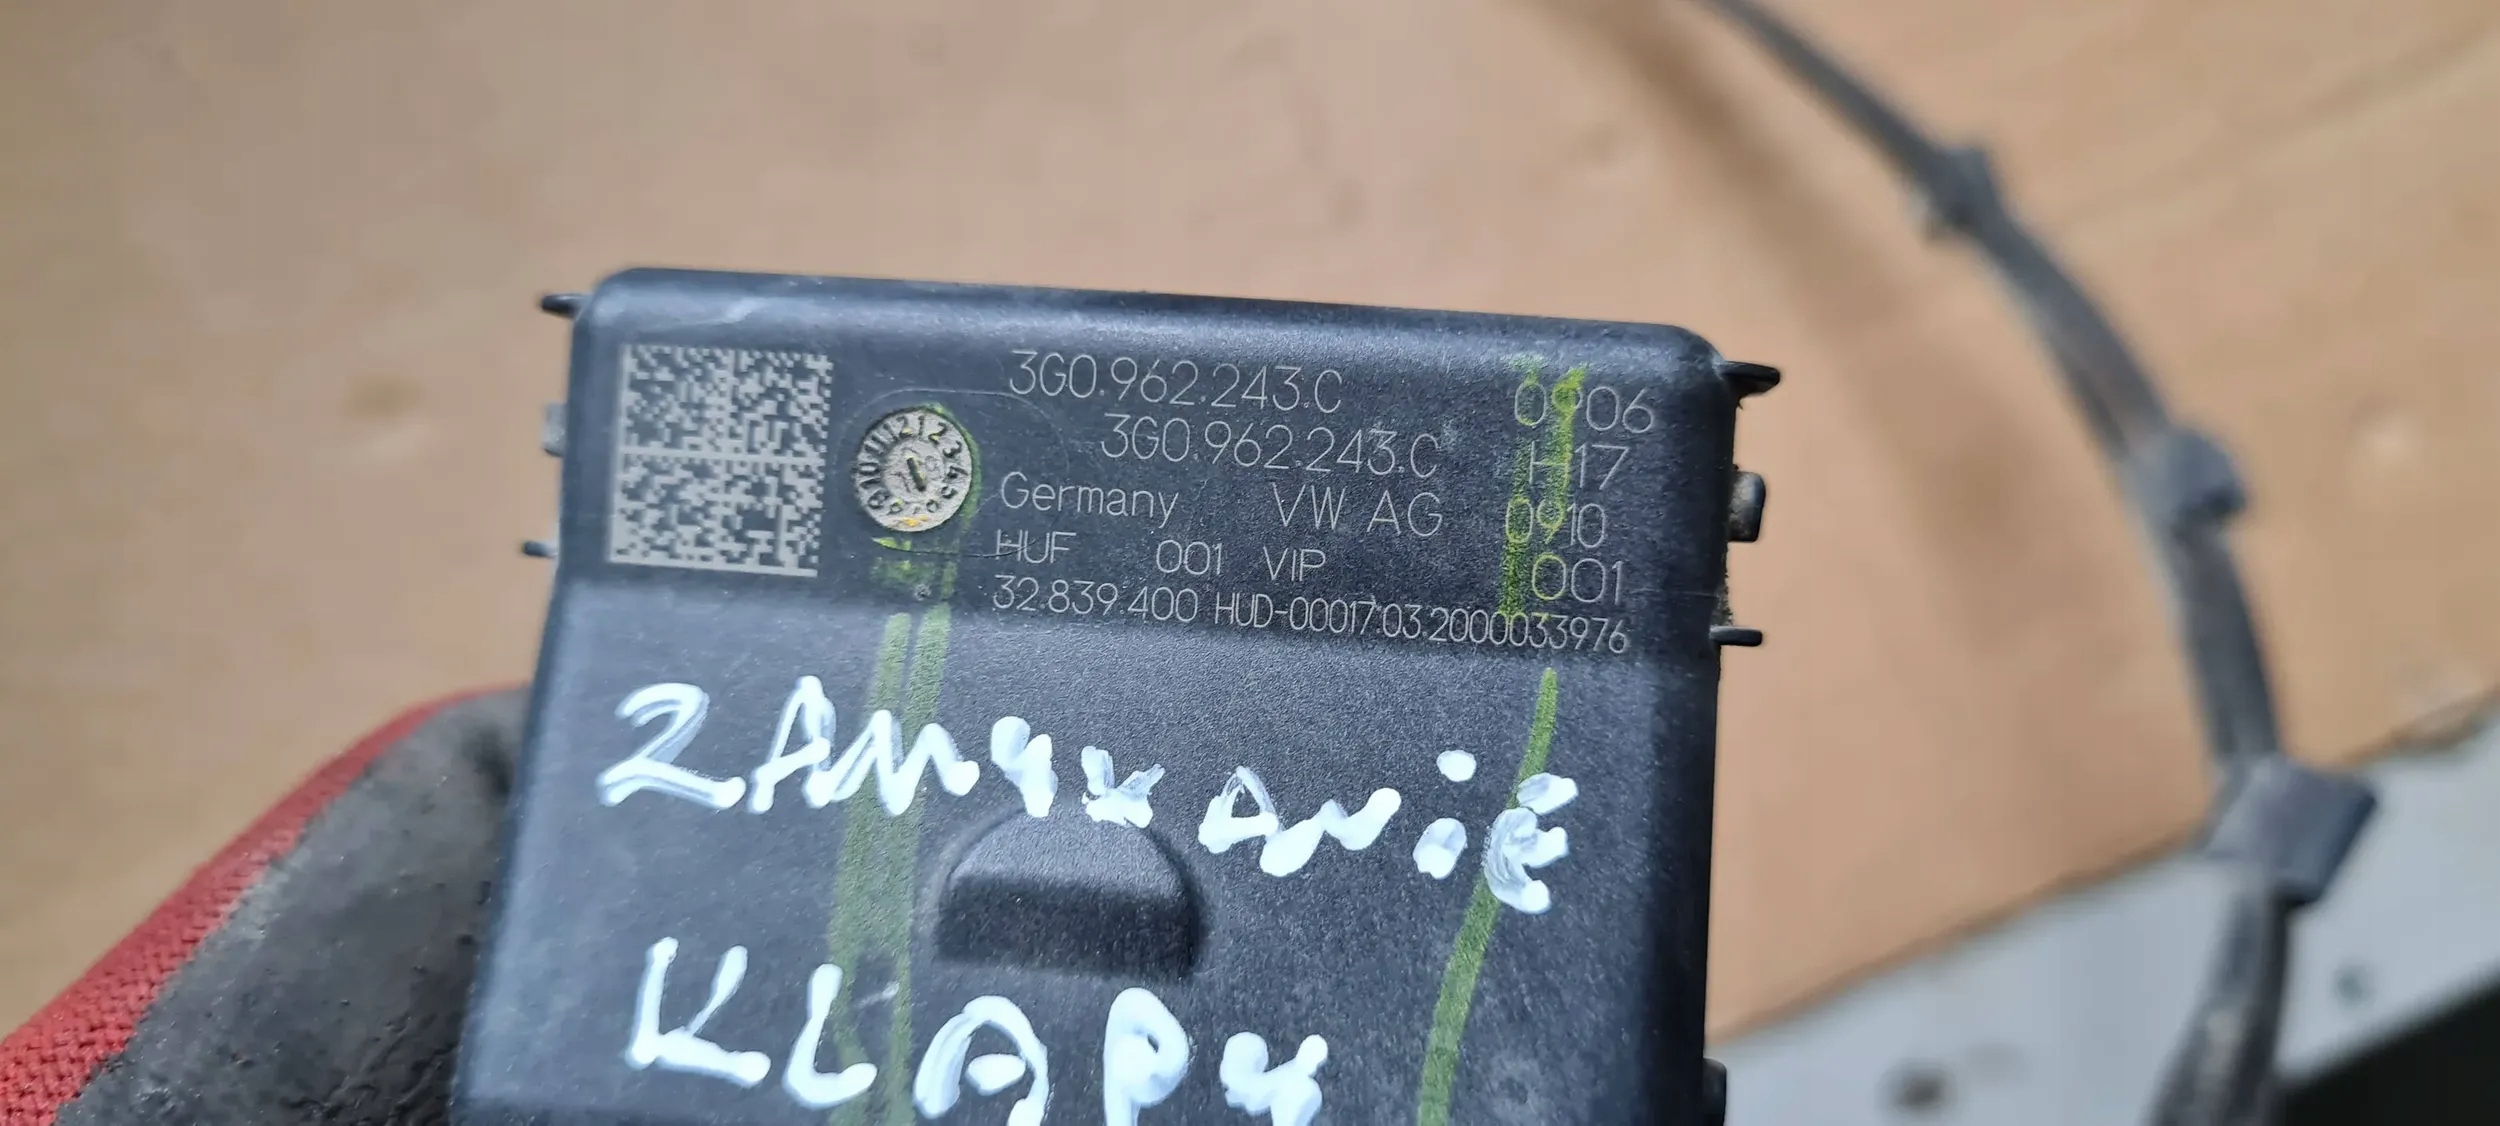 3G0.962.243.C 0906
3G0.962.243.C H17
Germany VW AG 0910
HUF 001 VIP 001
32.839.400 HUD-00017.03.2000033976
ZAMYKANiE
KLAPY